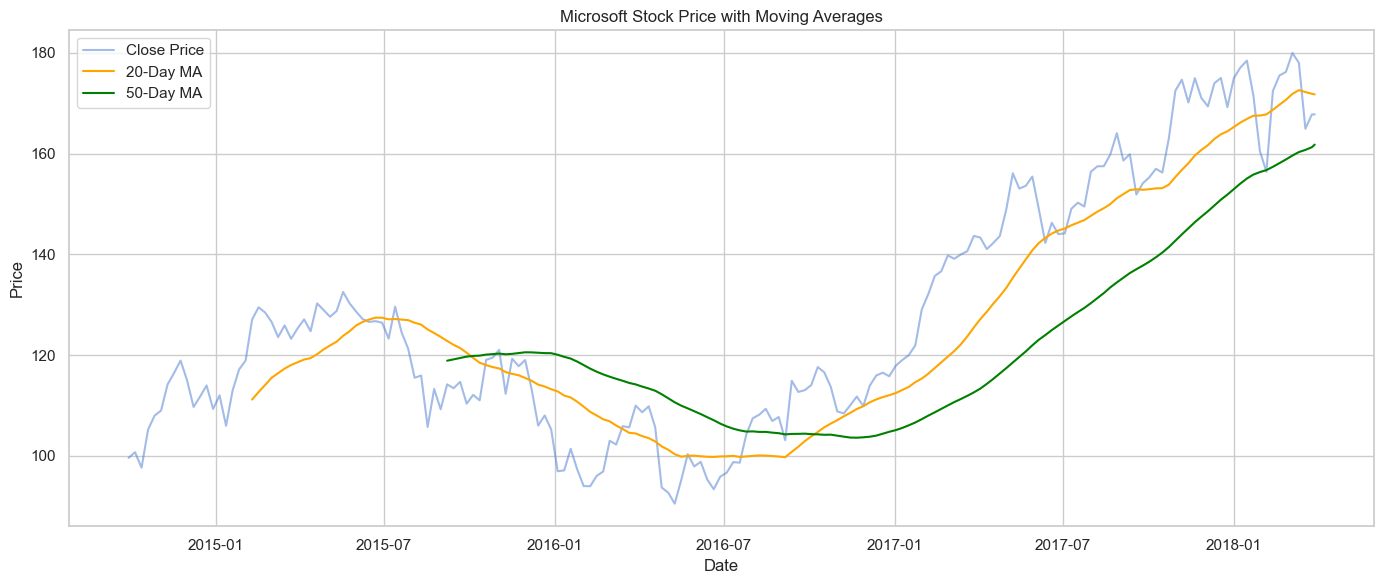 Microsoft Stock Price with Moving Averages
Close Price
20-Day MA
50-Day MA
Price
180
160
140
120
100
2015-01 2015-07 2016-01 2016-07 2017-01 2017-07 2018-01
Date